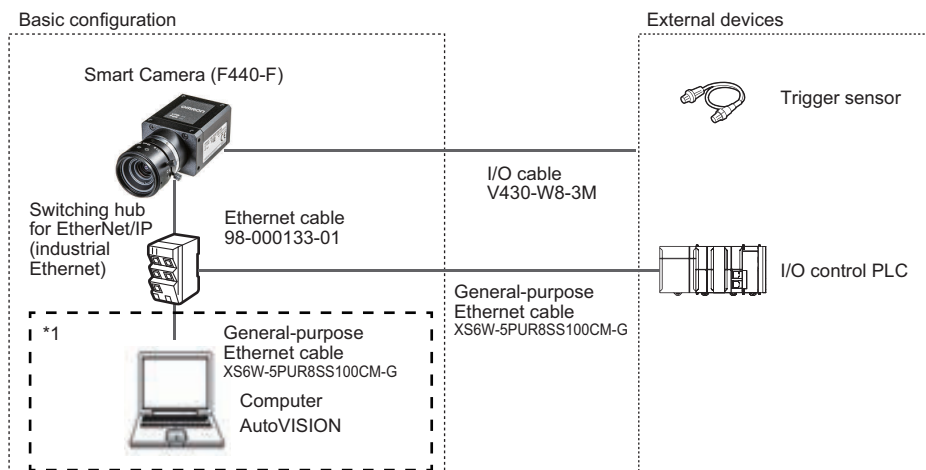 Basic configuration
External devices
Smart Camera (F440-F)
OMRON
Trigger sensor
I/O cable
V430-W8-3M
Switching hub
for EtherNet/IP
(industrial
Ethernet)
Ethernet cable
98-000133-01
I/O control PLC
General-purpose
Ethernet cable
XS6W-5PUR8SS100CM-G
*1
General-purpose
Ethernet cable
XS6W-5PUR8SS100CM-G
Computer
AutoVISION